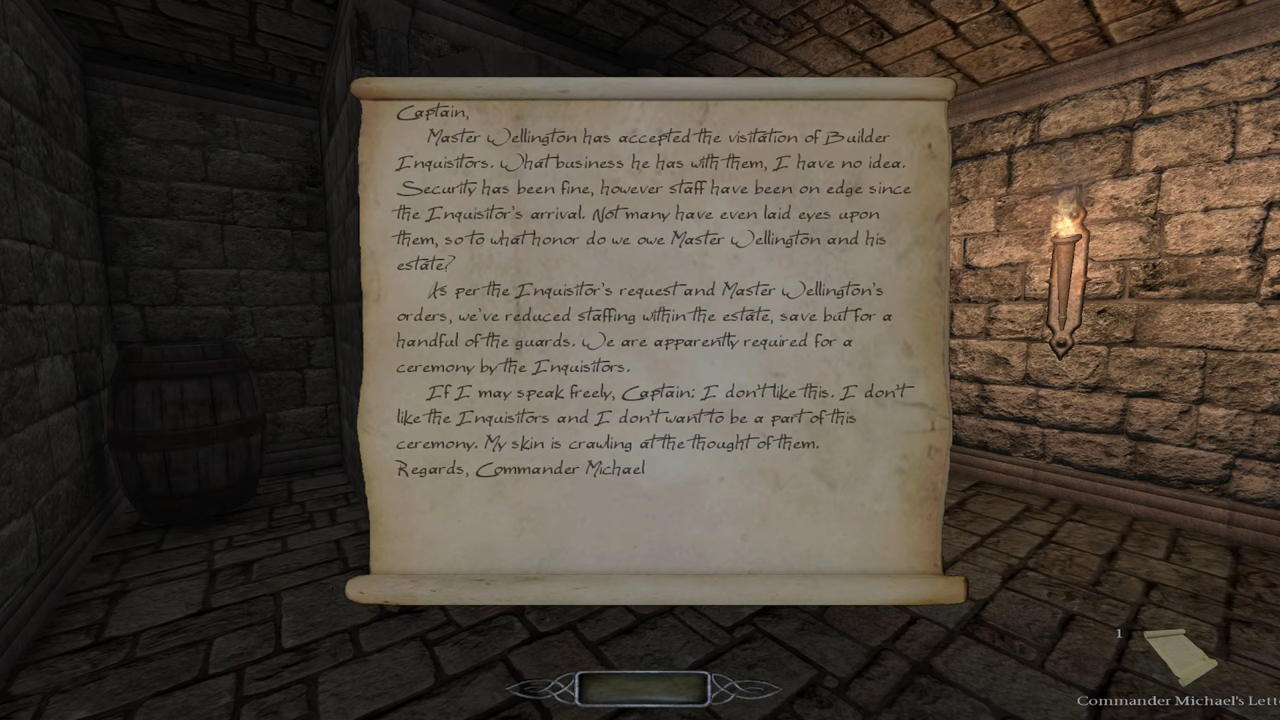 Captain,
Master Wellington has accepted the visitation of Builder
Inquisitors. What business he has with them, I have no idea.
Security has been fine, however staff have been on edge since
the Inquisitor's arrival. Not many have even laid eyes upon
them, so to what honor do we owe Master Wellington and his
estate?
As per the Inquisitor's request and Master Wellington's
orders, we've reduced staffing within the estate, save but for a
handful of the guards. We are apparently required for a
ceremony by the Inquisitors.
If I may speak freely, Captain: I don't like this. I don't
like the Inquisitors and I don't want to be a part of this
ceremony. My skin is crawling at the thought of them.
Regards, Commander Michael
1
Commander Michael's Lett